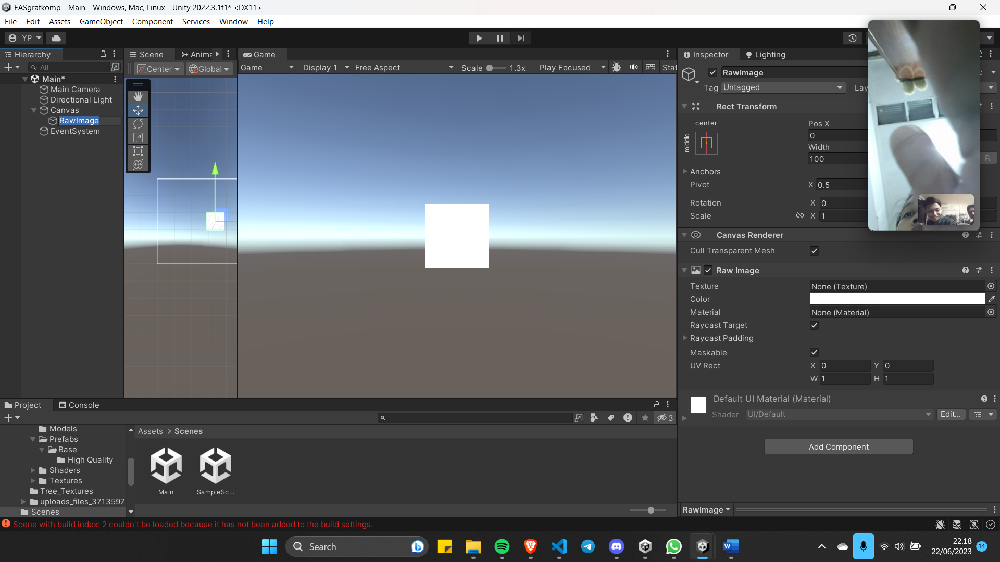 EASgrafkomp - Main - Windows, Mac, Linux - Unity 2022.3.1f1* <DX11>
File Edit Assets GameObject Component Services Window Help
YP
Hierarchy
All
Main*
Main Camera
Directional Light
Canvas
RawImage
EventSystem
Scene
Anima
Center
Global
Game
Game
Display 1
Free Aspect
Scale 1.3x
Play Focused
Stat
Inspector
Lighting
RawImage
Tag Untagged
Lay
Rect Transform
center
middle
Pos X
0
Width
100
R
Anchors
Pivot X 0.5
Rotation X 0
Scale X 1
Canvas Renderer
Cull Transparent Mesh
Raw Image
Texture None (Texture)
Color
Material None (Material)
Raycast Target
Raycast Padding
Maskable
UV Rect X 0 Y 0
W 1 H 1
Default UI Material (Material)
Shader UI/Default
Edit...
Add Component
RawImage
Project
Console
3
Models
Prefabs
Base
High Quality
Shaders
Textures
Tree_Textures
uploads_files_3713597
Scenes
Assets > Scenes
Main
SampleSc...
Scene with build index: 2 couldn't be loaded because it has not been added to the build settings.
Search
W
22.18
22/06/2023
14